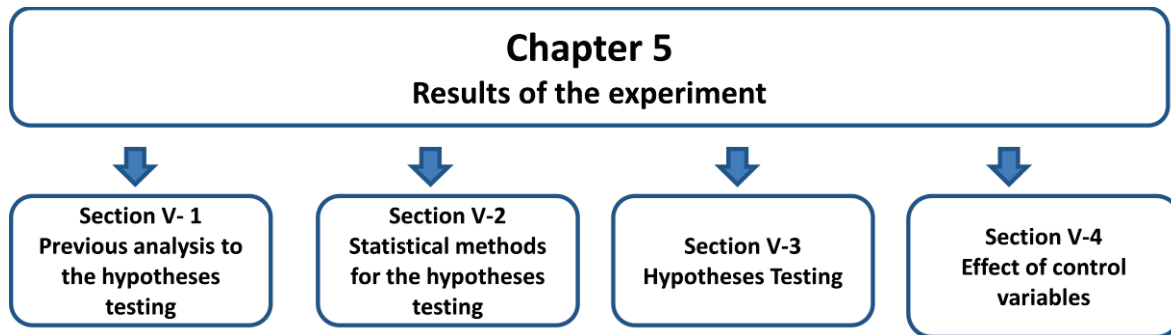 Chapter 5
Results of the experiment
Section V- 1
Previous analysis to
the hypotheses
testing
Section V-2
Statistical methods
for the hypotheses
testing
Section V-3
Hypotheses Testing
Section V-4
Effect of control
variables